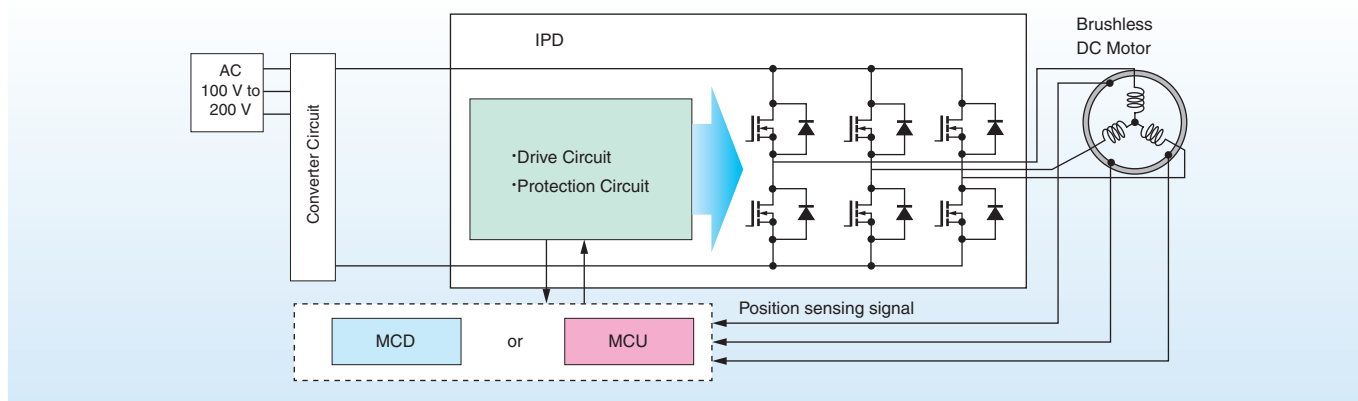 IPD
Brushless
DC Motor
AC
100 V to
200 V
Converter Circuit
・Drive Circuit
・Protection Circuit
Position sensing signal
MCD
or
MCU